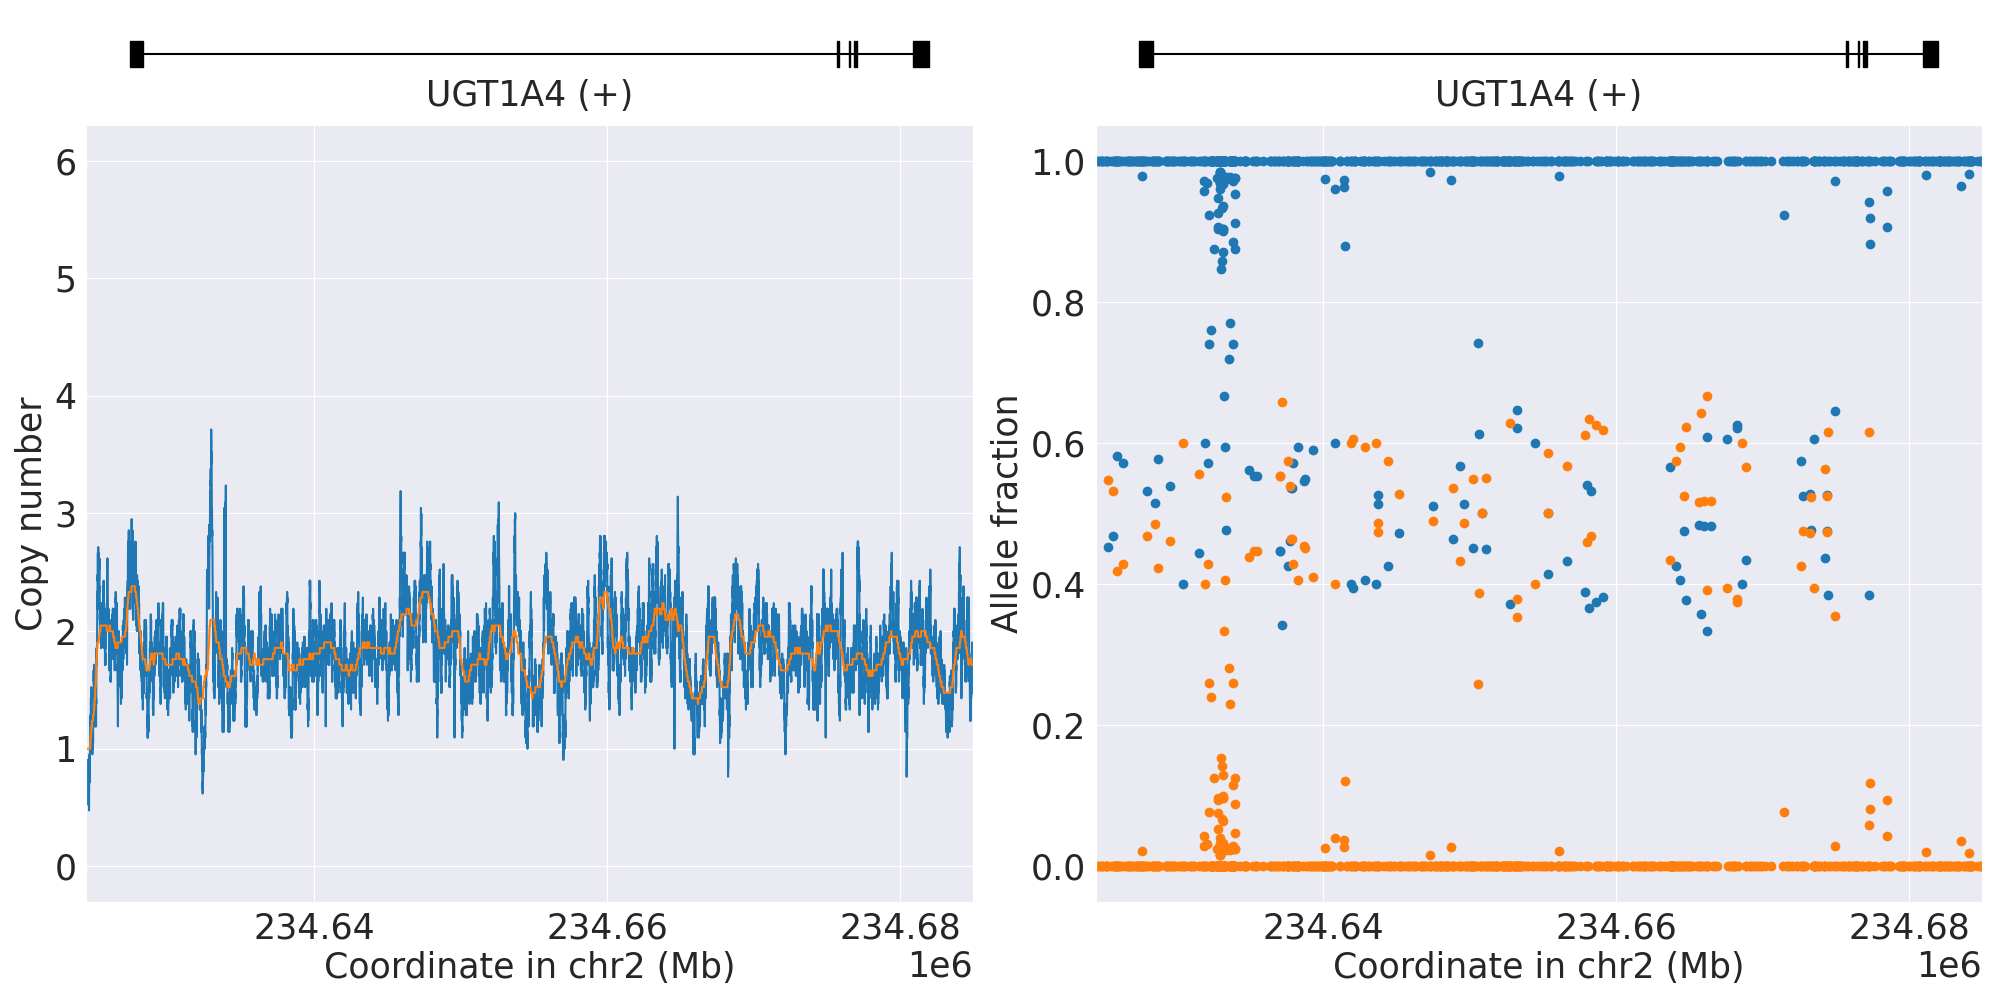 UGT1A4 (+)
6
5
4
3
2
1
0
Copy number
234.64
234.66
234.68
Coordinate in chr2 (Mb)
1e6
UGT1A4 (+)
1.0
0.8
0.6
0.4
0.2
0.0
Allele fraction
234.64
234.66
234.68
Coordinate in chr2 (Mb)
1e6